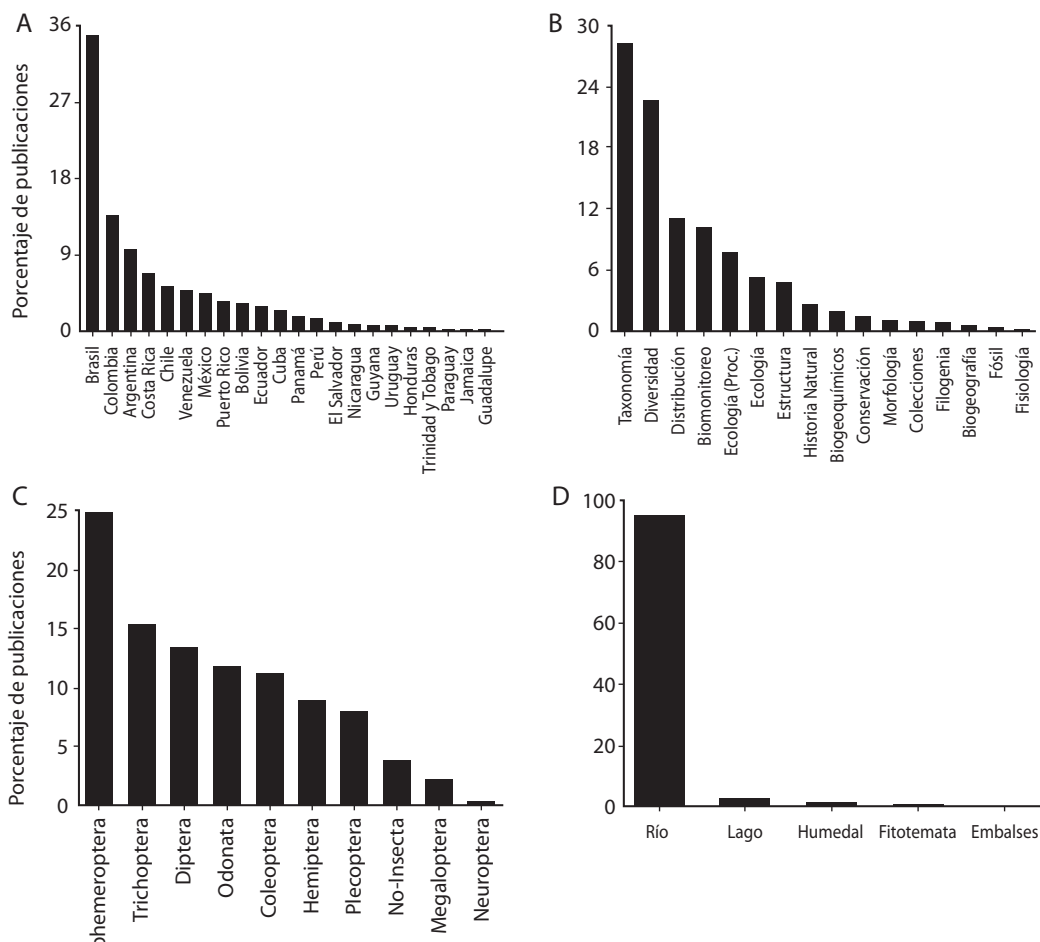 A
Porcentaje de publicaciones
36
27
18
9
0
Brasil
Colombia
Argentina
Costa Rica
Chile
Venezuela
México
Puerto Rico
Bolivia
Ecuador
Cuba
Panamá
Perú
El Salvador
Nicaragua
Guyana
Uruguay
Honduras
Trinidad y Tobago
Paraguay
Jamaica
Guadalupe
B
30
24
18
12
6
0
Taxonomía
Diversidad
Distribución
Biomonitoreo
Ecología (Proc.)
Ecología
Estructura
Historia Natural
Biogeoquímicos
Conservación
Morfología
Colecciones
Filogenia
Biogeografía
Fósil
Fisiología
C
Porcentaje de publicaciones
25
20
15
10
5
0
phemeroptera
Trichoptera
Diptera
Odonata
Coleoptera
Hemiptera
Plecoptera
No-Insecta
Megaloptera
Neuroptera
D
100
80
60
40
20
0
Río
Lago
Humedal
Fitotemata
Embalses